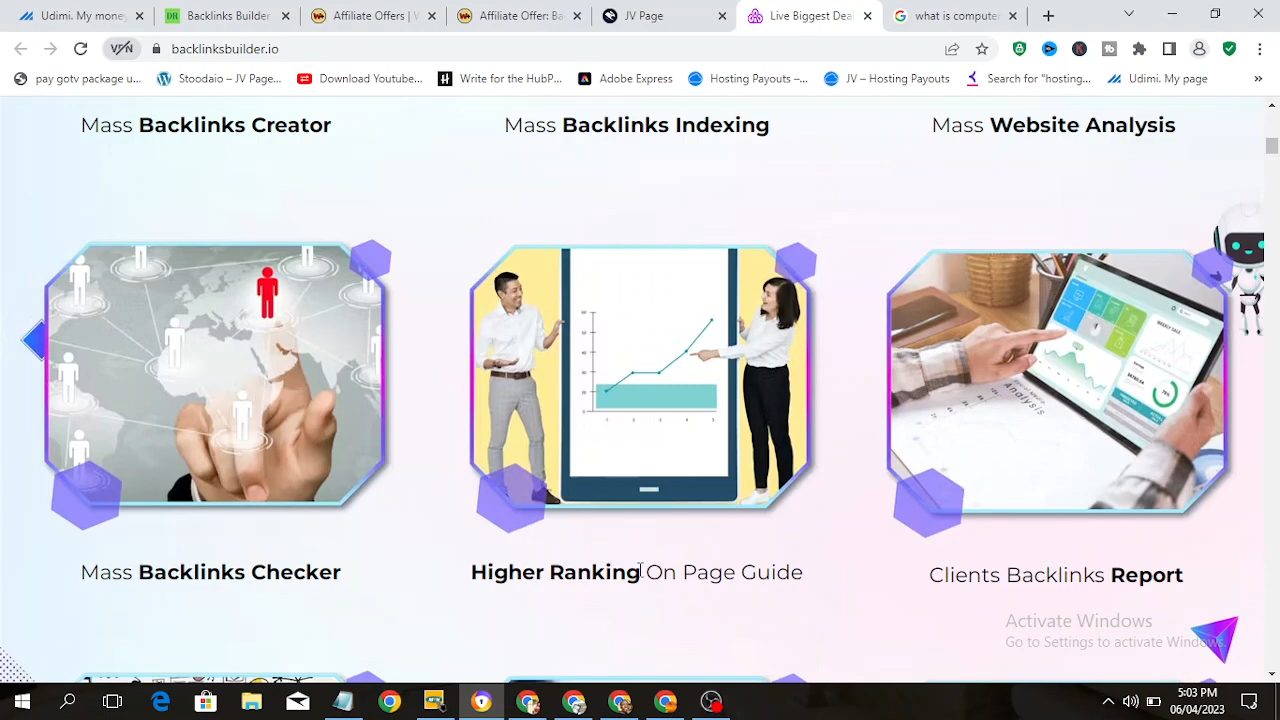 Udimi. My money
Backlinks Builder
Affiliate Offers | W
Affiliate Offer: Ba
JV Page
Live Biggest Dea
what is compute
VPN
backlinksbuilder.io
pay gotv package u...
Stoodaio – JV Page...
Download Youtube...
Write for the HubP...
Adobe Express
Hosting Payouts –...
JV – Hosting Payouts
Search for "hosting...
Udimi. My page
Mass Backlinks Creator
Mass Backlinks Indexing
Mass Website Analysis
Analysis
Mass Backlinks Checker
Higher Ranking On Page Guide
Clients Backlinks Report
Activate Windows
Go to Settings to activate Windows.
5:03 PM
06/04/2023